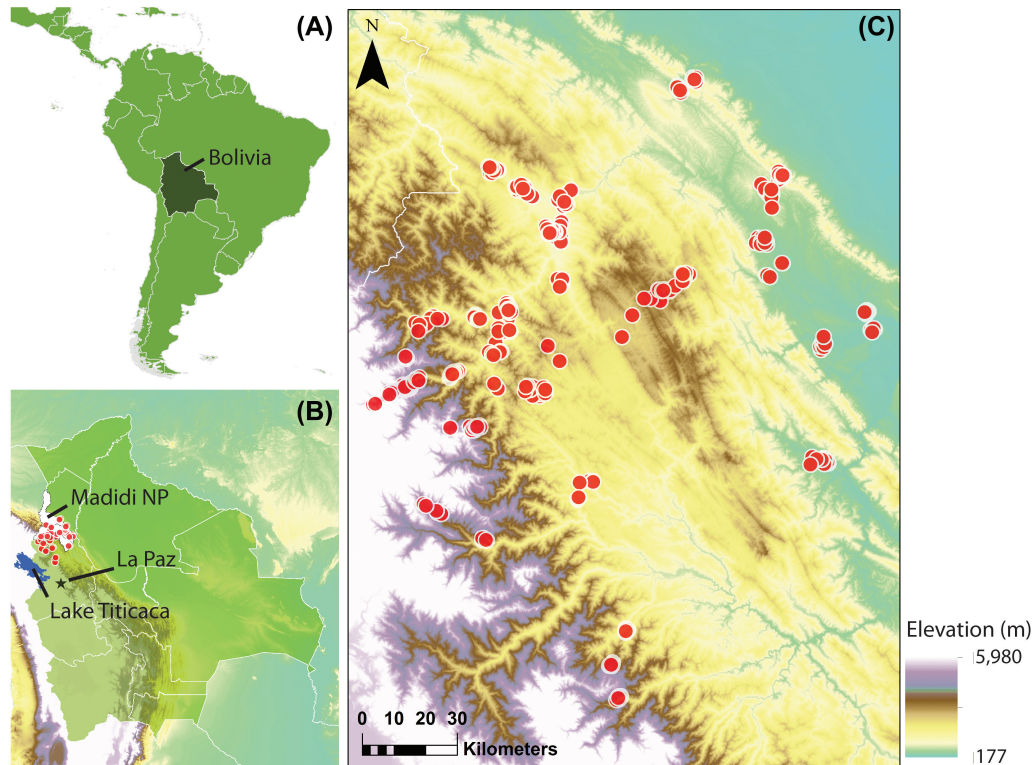 (A)
Bolivia
(B)
Madidi NP
La Paz
Lake Titicaca
(C)
N
0 10 20 30
Kilometers
Elevation (m)
5,980
177